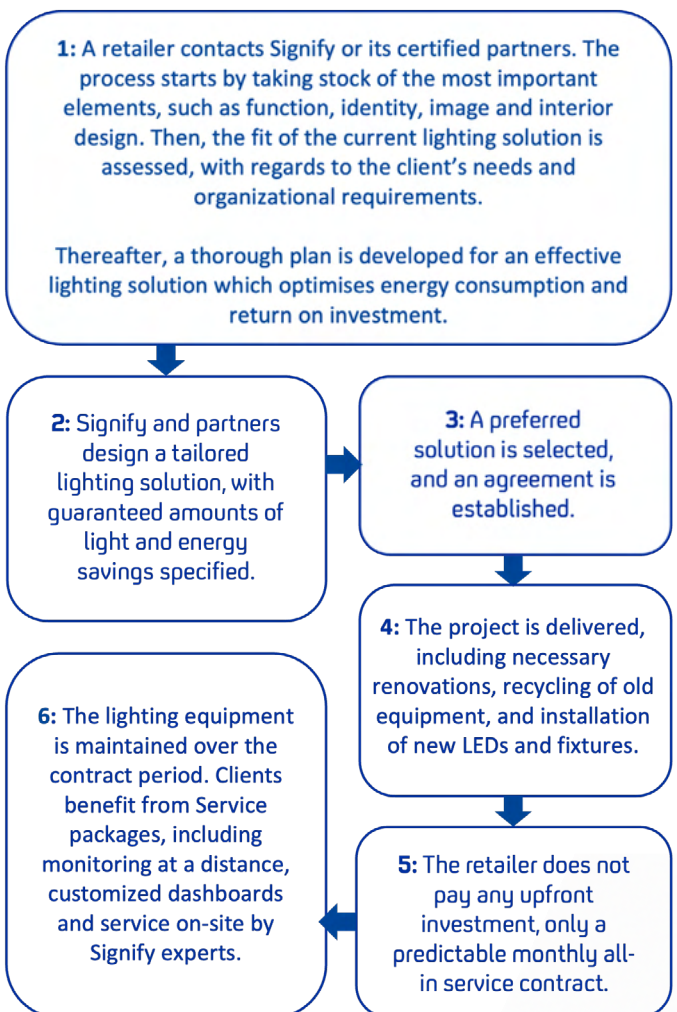 1: A retailer contacts Signify or its certified partners. The
process starts by taking stock of the most important
elements, such as function, identity, image and interior
design. Then, the fit of the current lighting solution is
assessed, with regards to the client's needs and
organizational requirements.
Thereafter, a thorough plan is developed for an effective
lighting solution which optimises energy consumption and
return on investment.
2: Signify and partners
design a tailored
lighting solution, with
guaranteed amounts of
light and energy
savings specified.
3: A preferred
solution is selected,
and an agreement is
established.
4: The project is delivered,
including necessary
renovations, recycling of old
equipment, and installation
of new LEDs and fixtures.
5: The retailer does not
pay any upfront
investment, only a
predictable monthly all-
in service contract.
6: The lighting equipment
is maintained over the
contract period. Clients
benefit from Service
packages, including
monitoring at a distance,
customized dashboards
and service on-site by
Signify experts.